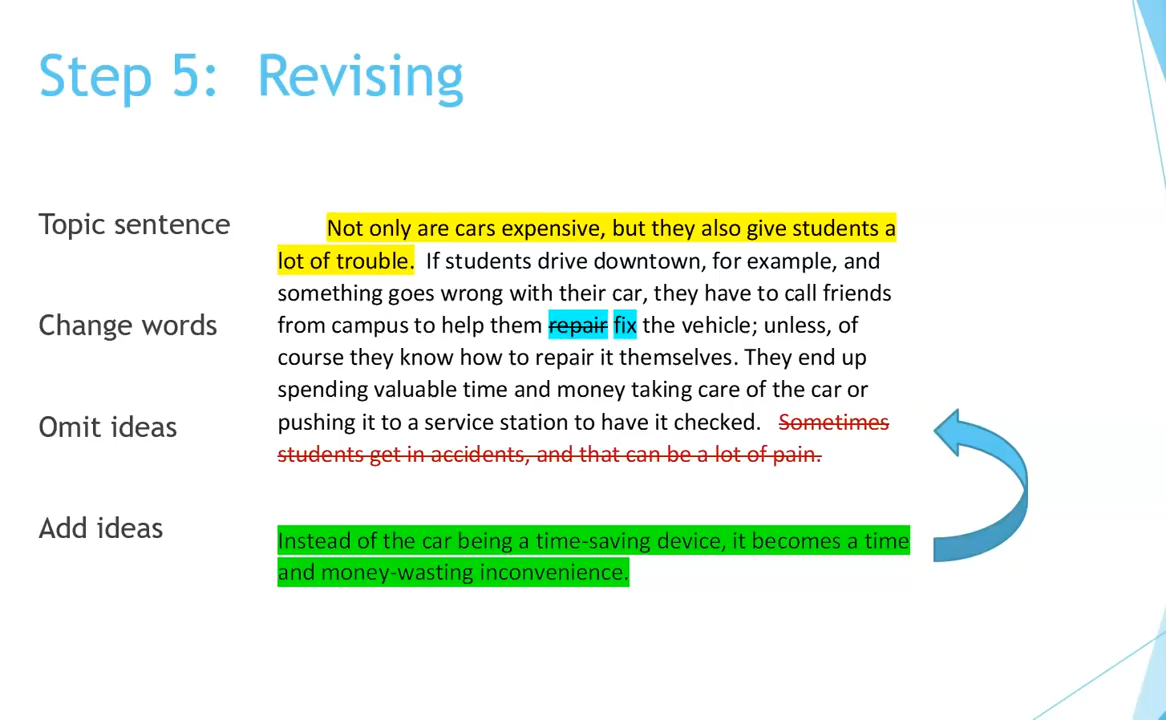 Step 5: Revising
Topic sentence
Not only are cars expensive, but they also give students a
lot of trouble. If students drive downtown, for example, and
something goes wrong with their car, they have to call friends
Change words
from campus to help them repair fix the vehicle; unless, of
course they know how to repair it themselves. They end up
spending valuable time and money taking care of the car or
Omit ideas
pushing it to a service station to have it checked. Sometimes
students get in accidents, and that can be a lot of pain.
Add ideas
Instead of the car being a time-saving device, it becomes a time
and money-wasting inconvenience.